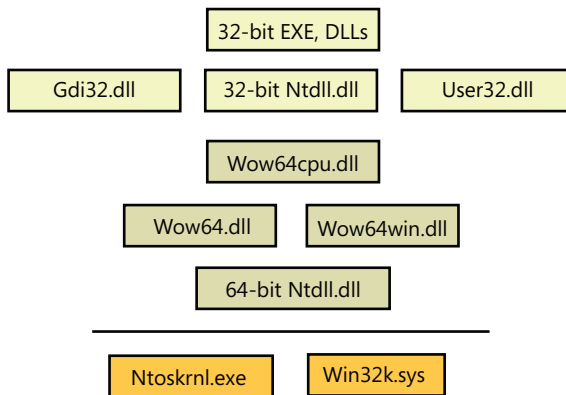 32-bit EXE, DLLs
Gdi32.dll
32-bit Ntdll.dll
User32.dll
Wow64cpu.dll
Wow64.dll
Wow64win.dll
64-bit Ntdll.dll
Ntoskrnl.exe
Win32k.sys